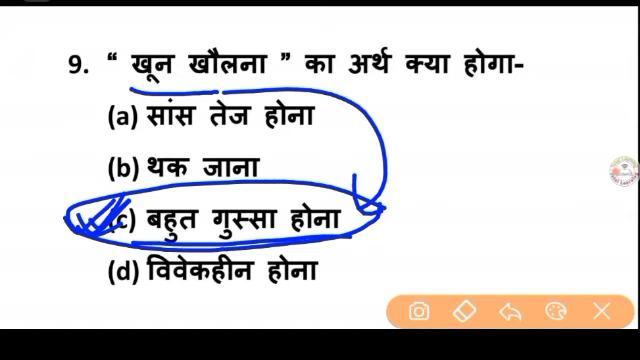 9. “ खून खौलना ” का अर्थ क्या होगा-
(a) सांस तेज होना
(b) थक जाना
(c) बहुत गुस्सा होना
(d) विवेकहीन होना